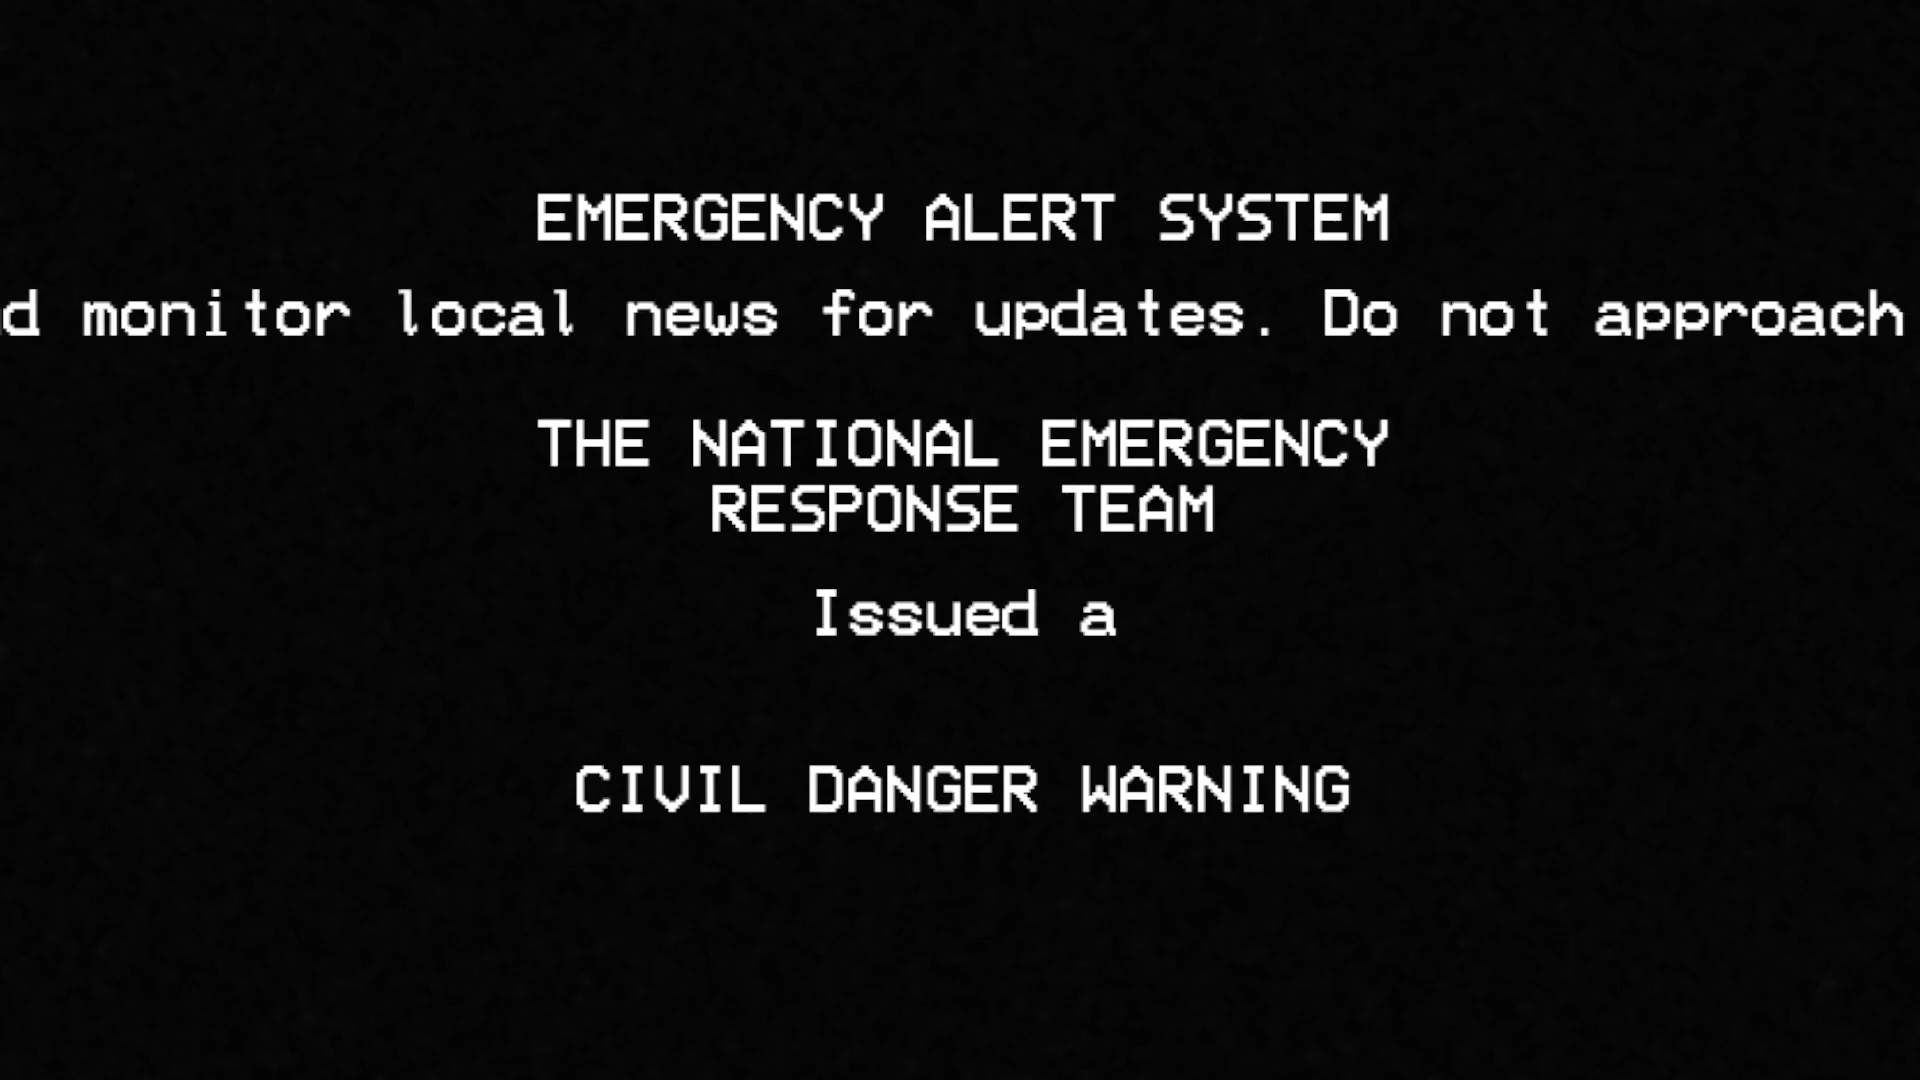 EMERGENCY ALERT SYSTEM
d monitor local news for updates. Do not approach
THE NATIONAL EMERGENCY
RESPONSE TEAM
Issued a
CIVIL DANGER WARNING